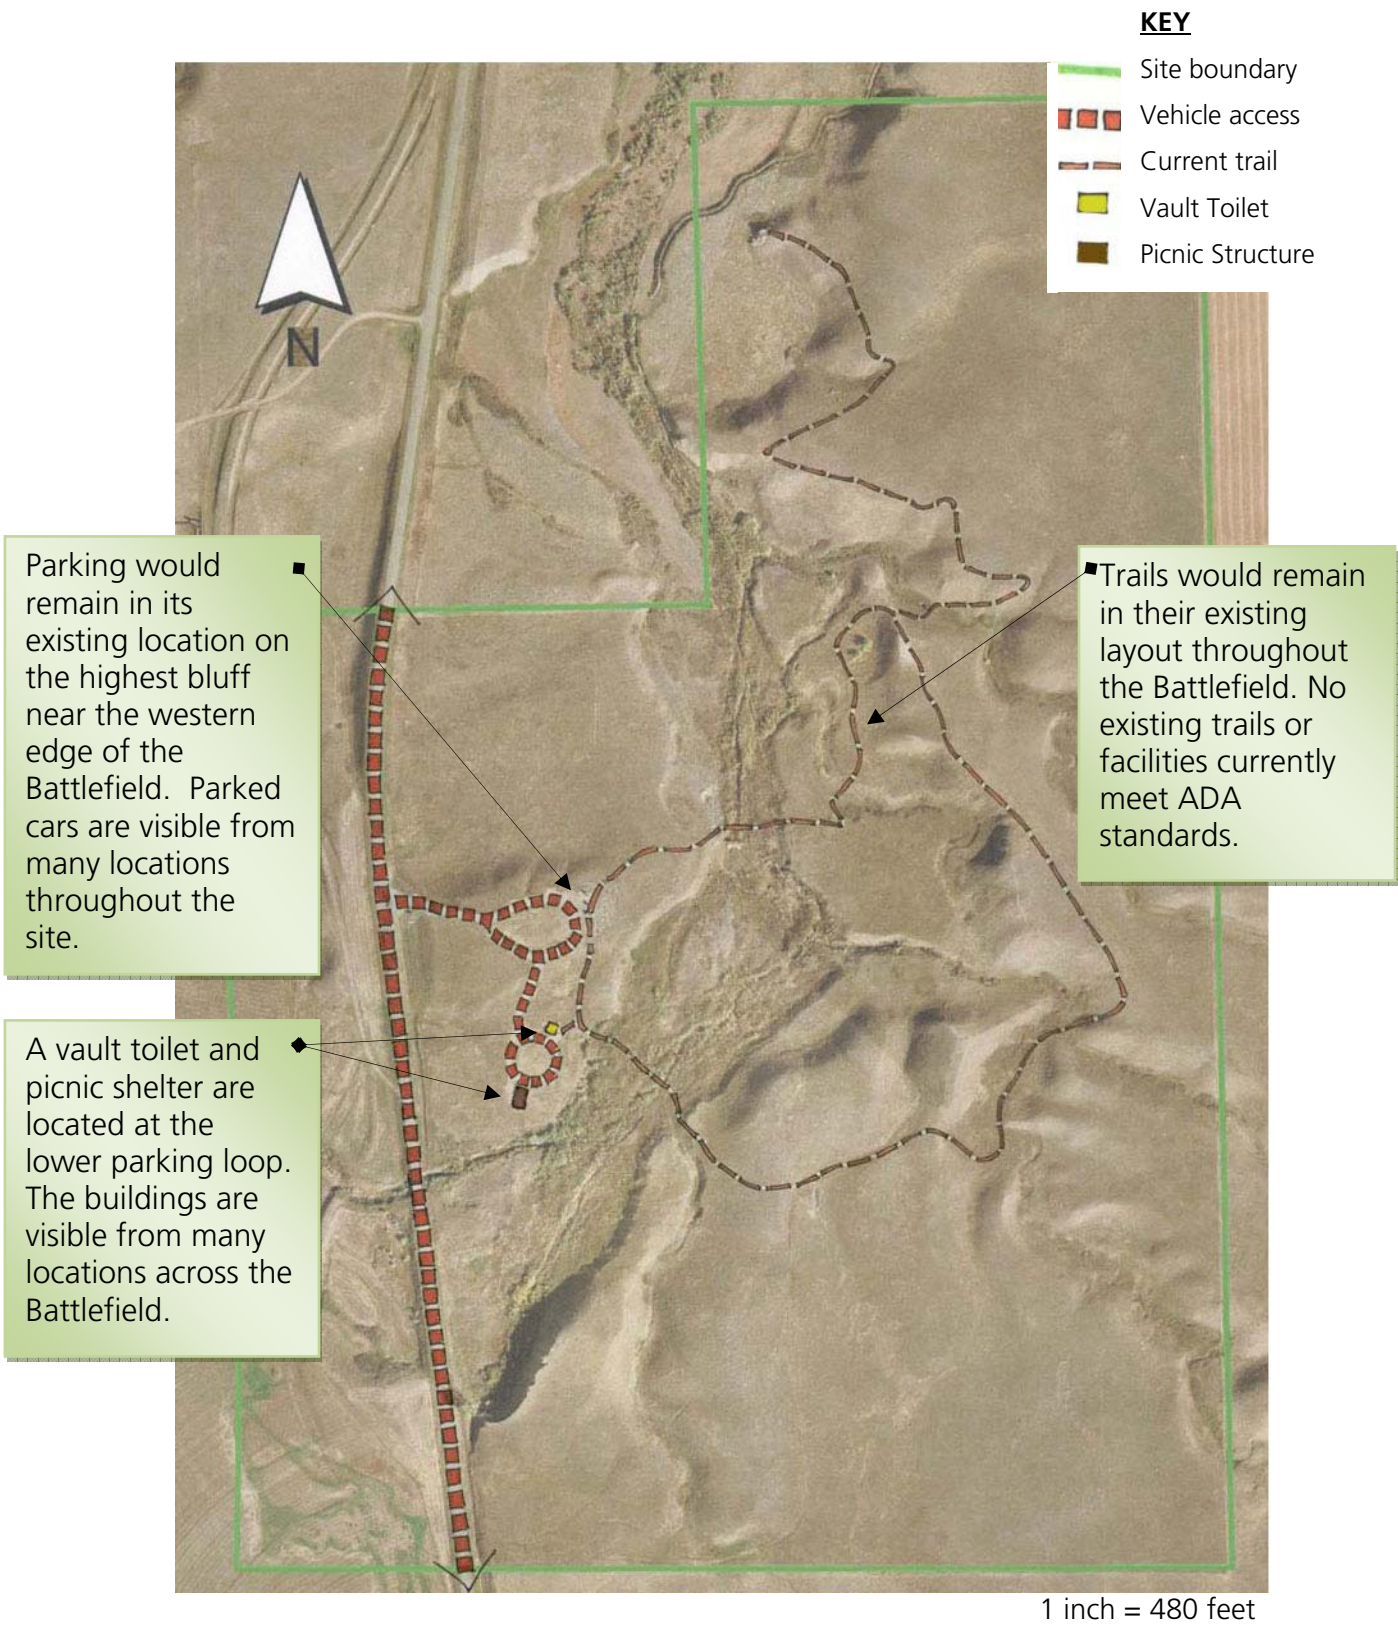 KEY
Site boundary
Vehicle access
Current trail
Vault Toilet
Picnic Structure
N
Parking would
remain in its
existing location on
the highest bluff
near the western
edge of the
Battlefield. Parked
cars are visible from
many locations
throughout the
site.
Trails would remain
in their existing
layout throughout
the Battlefield. No
existing trails or
facilities currently
meet ADA
standards.
A vault toilet and
picnic shelter are
located at the
lower parking loop.
The buildings are
visible from many
locations across the
Battlefield.
1 inch = 480 feet